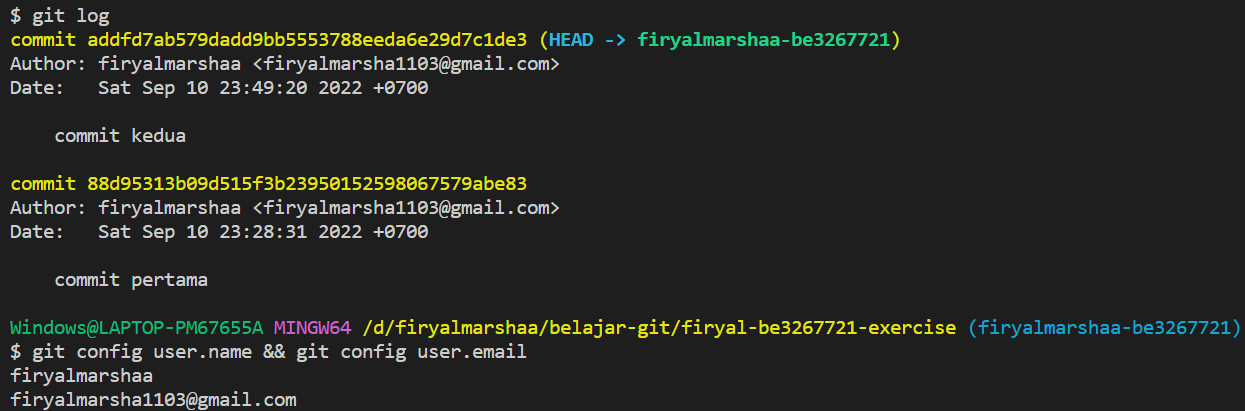 $ git log
commit addfd7ab579dadd9bb5553788eeda6e29d7c1de3 (HEAD -> firyalmarshaa-be3267721)
Author: firyalmarshaa <firyalmarsha1103@gmail.com>
Date:   Sat Sep 10 23:49:20 2022 +0700
commit kedua
commit 88d95313b09d515f3b23950152598067579abe83
Author: firyalmarshaa <firyalmarsha1103@gmail.com>
Date:   Sat Sep 10 23:28:31 2022 +0700
commit pertama
Windows@LAPTOP-PM67655A MINGW64 /d/firyalmarshaa/belajar-git/firyal-be3267721-exercise (firyalmarshaa-be3267721)
$ git config user.name && git config user.email
firyalmarshaa
firyalmarsha1103@gmail.com